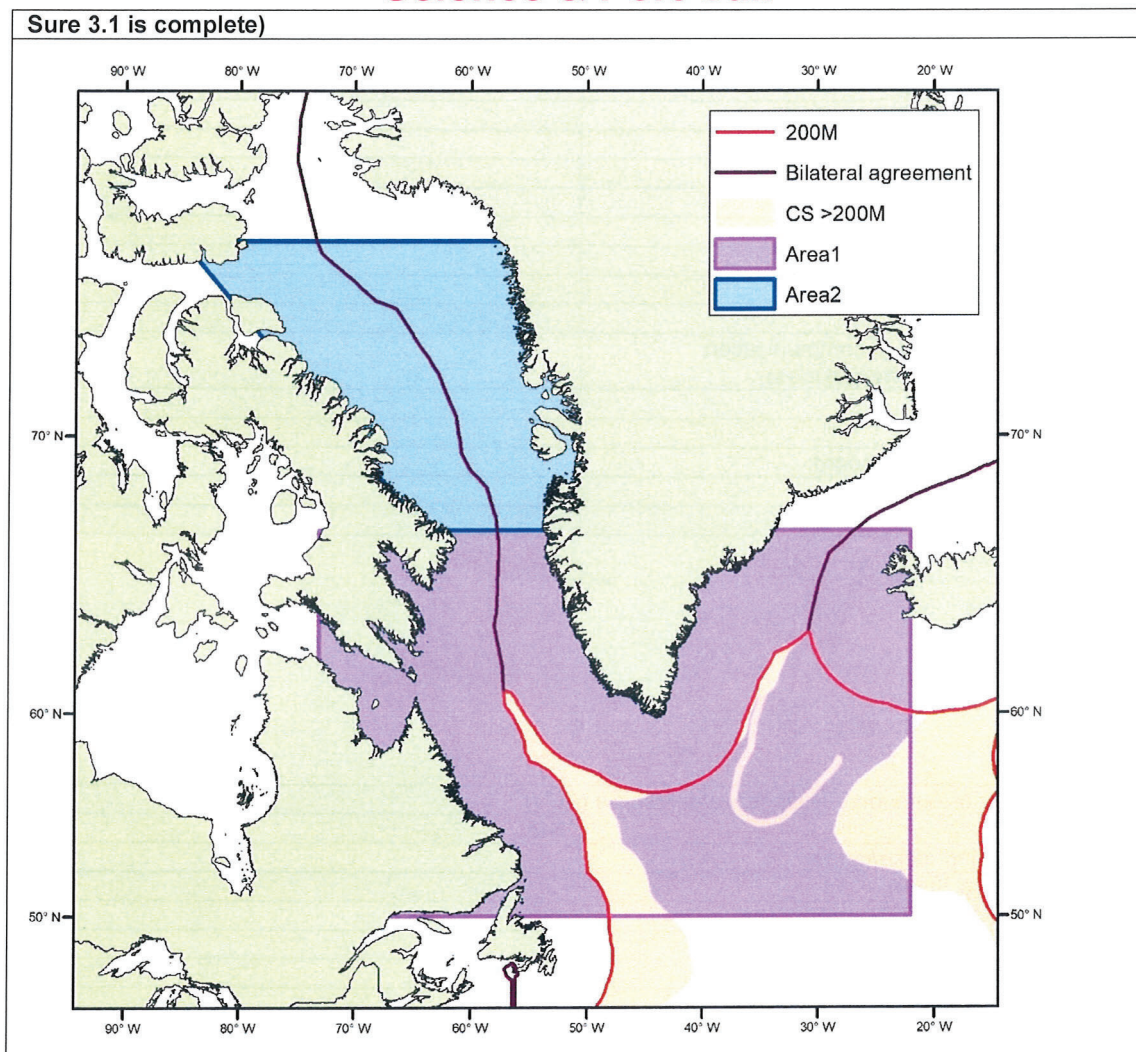 Sure 3.1 is complete)
90° W 80° W 70° W 60° W 50° W 40° W 30° W 20° W
200M
Bilateral agreement
CS >200M
Area1
Area2
70° N 70° N
60° N 60° N
50° N 50° N
90° W 80° W 70° W 60° W 50° W 40° W 30° W 20° W